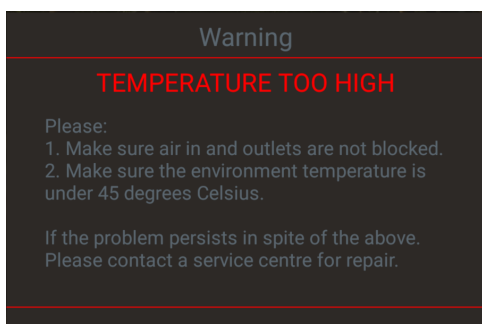 Warning
TEMPERATURE TOO HIGH
Please:
1. Make sure air in and outlets are not blocked.
2. Make sure the environment temperature is
under 45 degrees Celsius.
If the problem persists in spite of the above.
Please contact a service centre for repair.